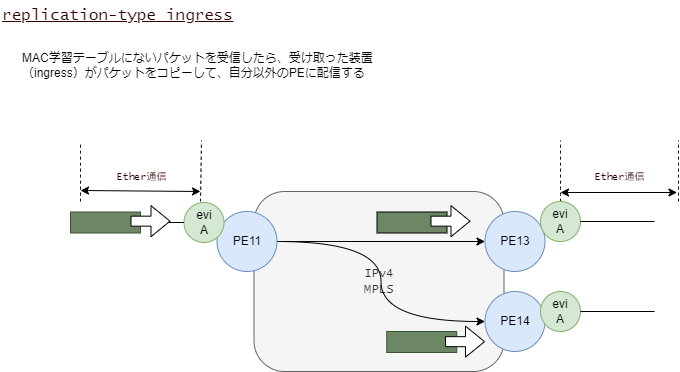 replication-type ingress
MAC学習テーブルにないパケットを受信したら、受け取った装置
（ingress）がパケットをコピーして、自分以外のPEに配信する
Ether通信
Ether通信
evi
A
PE11
PE13
evi
A
IPv4
MPLS
PE14
evi
A